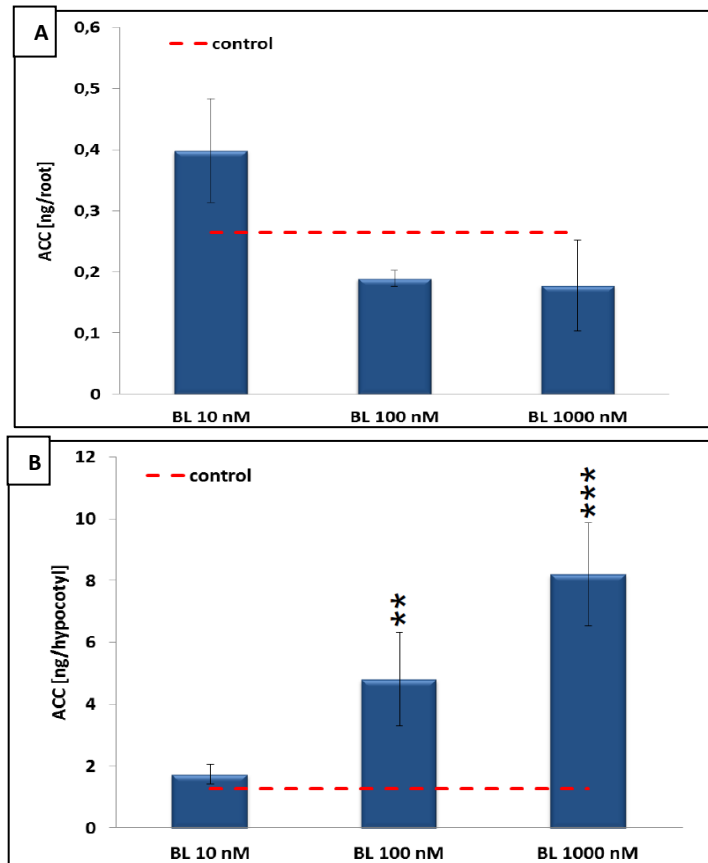 A
0,6
control
0,5
0,4
0,3
0,2
0,1
0
ACC [ng/root]
BL 10 nM BL 100 nM BL 1000 nM
B
12
control
10
8
6
4
2
0
ACC [ng/hypocotyl]
**
***
BL 10 nM BL 100 nM BL 1000 nM